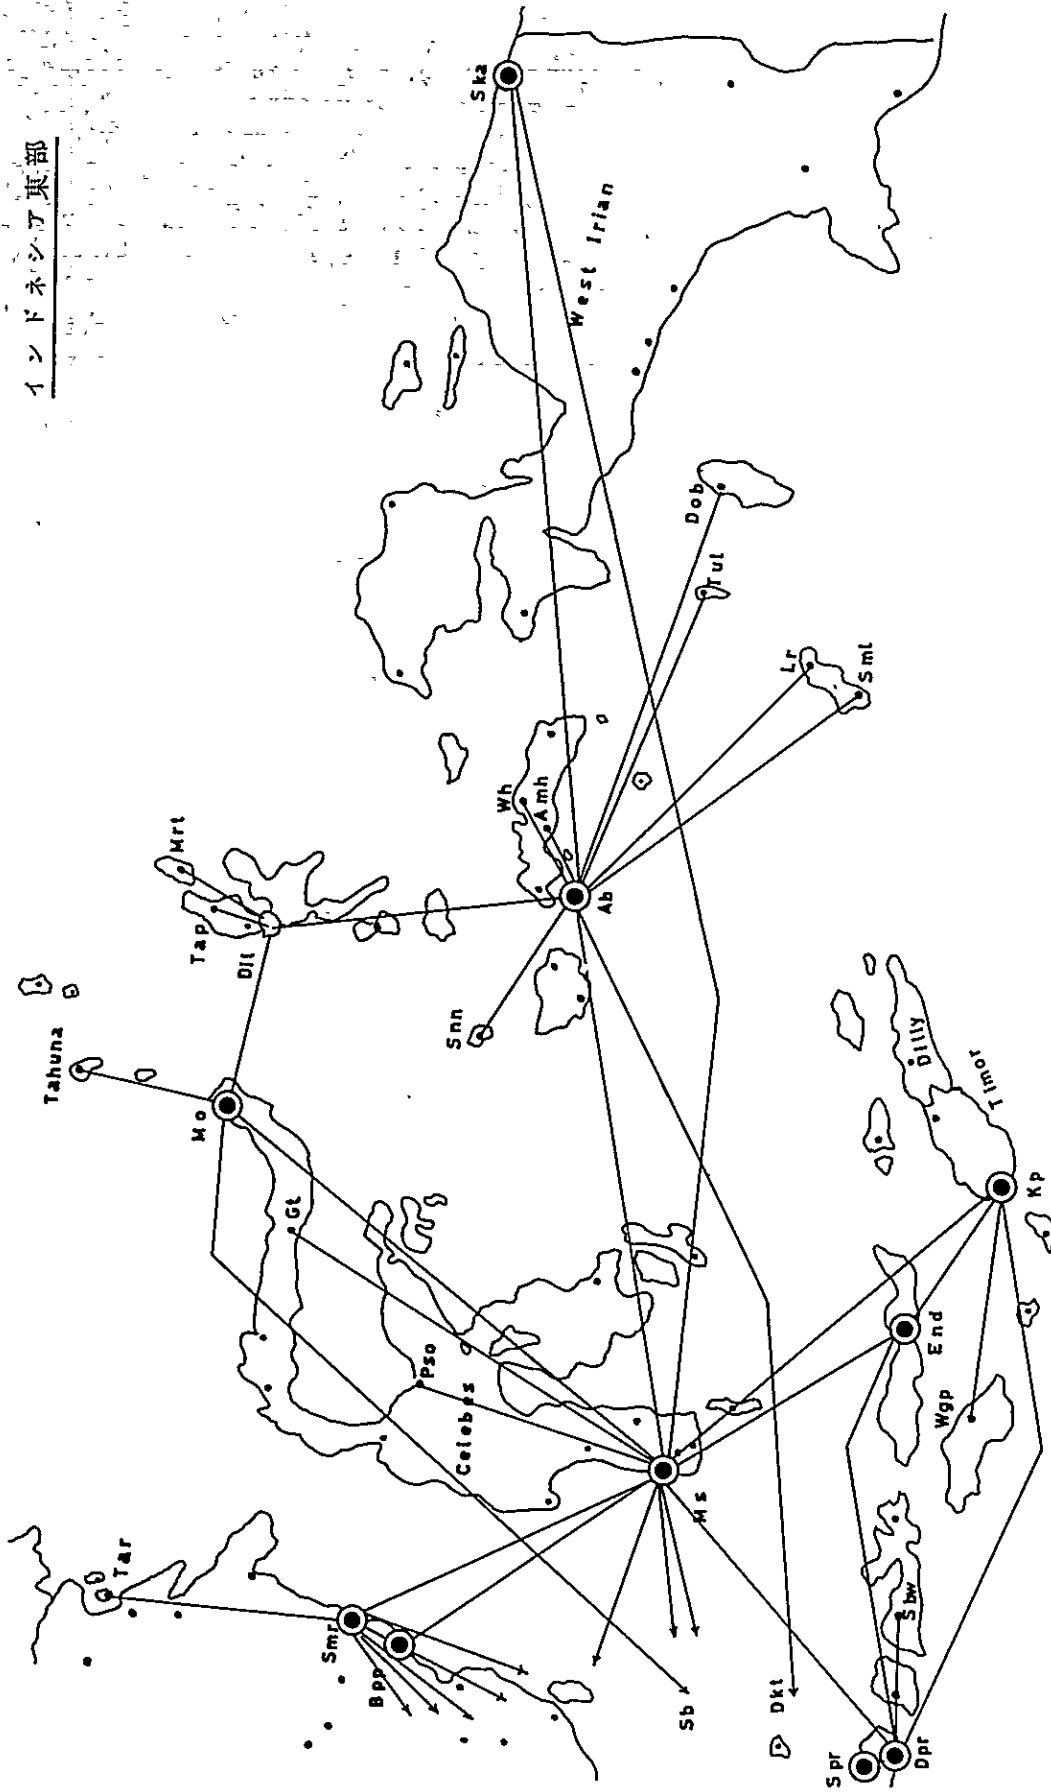 インドネシア東部
Ska
West Irian
Dob
Tul
Lr
Sml
Wh
Amh
Ab
Mrt
Tap
Dlt
Snn
Tahuna
Mo
Gt
Pso
Celebes
Ms
Dilly
Timor
Kp
End
Wgp
Sbw
Tar
Smr
Bpp
Sb
Dkt
Spr
Dpr